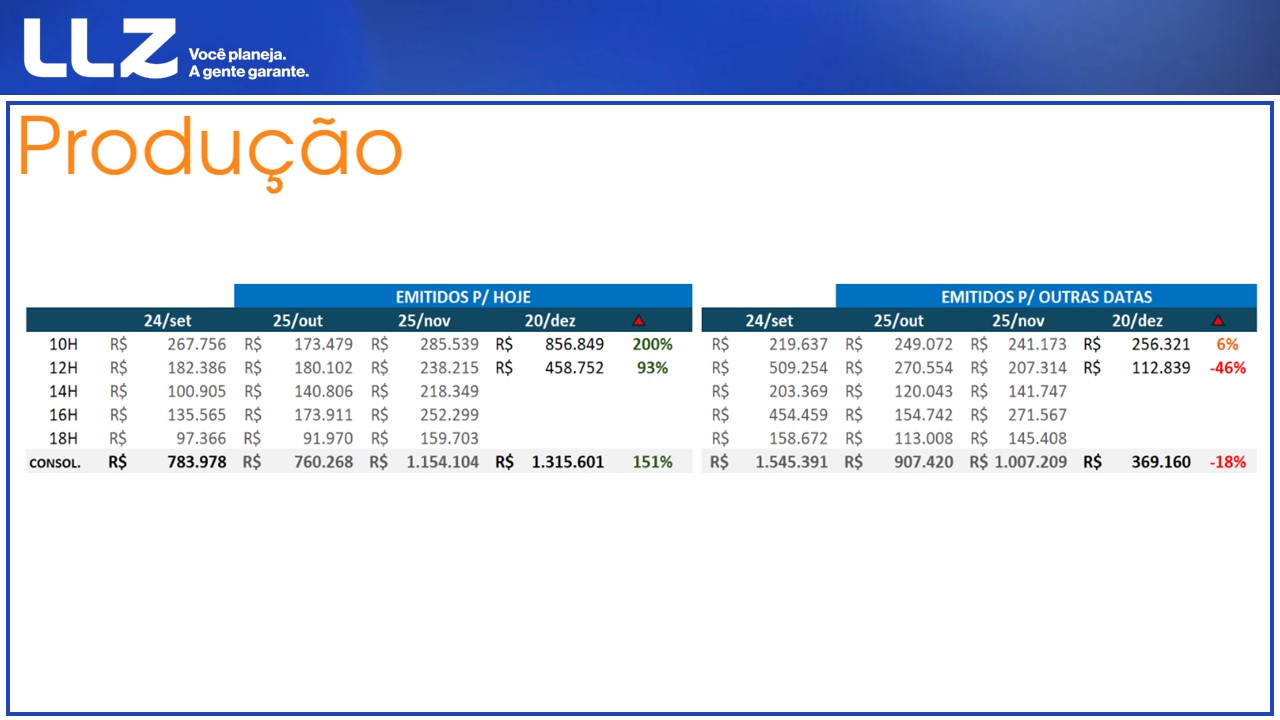 LLZ
Você planeja.
A gente garante.
Produção
EMITIDOS P/ HOJE EMITIDOS P/ OUTRAS DATAS
24/set 25/out 25/nov 20/dez 24/set 25/out 25/nov 20/dez
10H R$ 267.756 R$ 173.479 R$ 285.539 R$ 856.849 200% R$ 219.637 R$ 249.072 R$ 241.173 R$ 256.321 6%
12H R$ 182.386 R$ 180.102 R$ 238.215 R$ 458.752 93% R$ 509.254 R$ 270.554 R$ 207.314 R$ 112.839 -46%
14H R$ 100.905 R$ 140.806 R$ 218.349 R$ 203.369 R$ 120.043 R$ 141.747
16H R$ 135.565 R$ 173.911 R$ 252.299 R$ 454.459 R$ 154.742 R$ 271.567
18H R$ 97.366 R$ 91.970 R$ 159.703 R$ 158.672 R$ 113.008 R$ 145.408
CONSOL. R$ 783.978 R$ 760.268 R$ 1.154.104 R$ 1.315.601 151% R$ 1.545.391 R$ 907.420 R$ 1.007.209 R$ 369.160 -18%